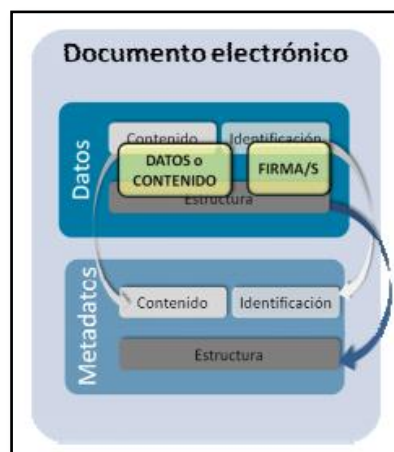 Documento electrónico
Datos
Contenido
Identificación
DATOS o
CONTENIDO
FIRMA/S
Estructura
Metadatos
Contenido
Identificación
Estructura